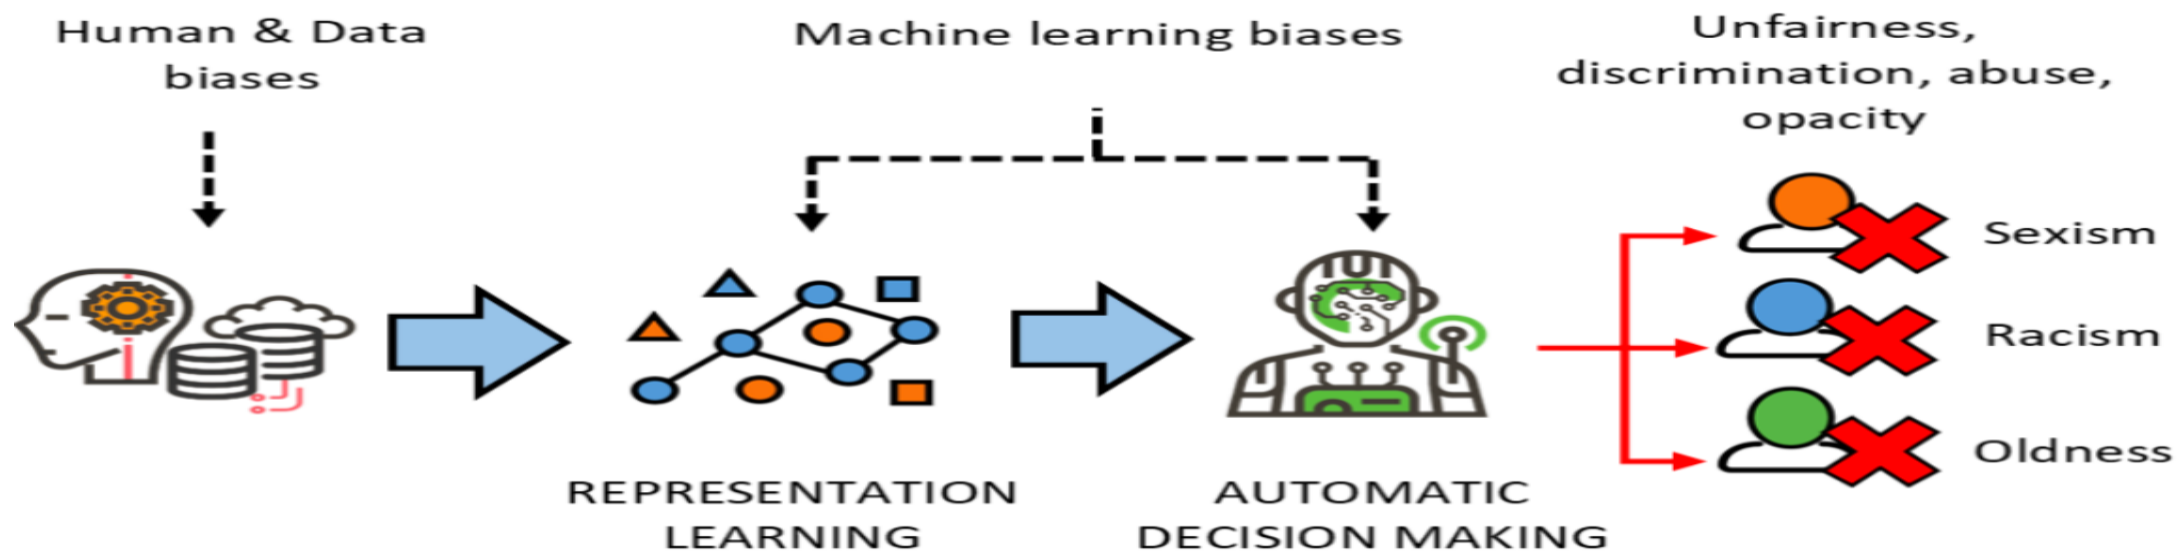 Human & Data
biases
Machine learning biases
Unfairness,
discrimination, abuse,
opacity
Sexism
Racism
Oldness
REPRESENTATION
LEARNING
AUTOMATIC
DECISION MAKING